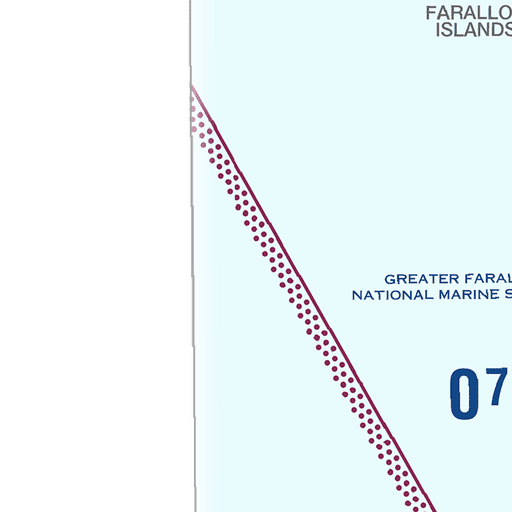 FARALLO
ISLANDS
GREATER FARAL
NATIONAL MARINE S
07